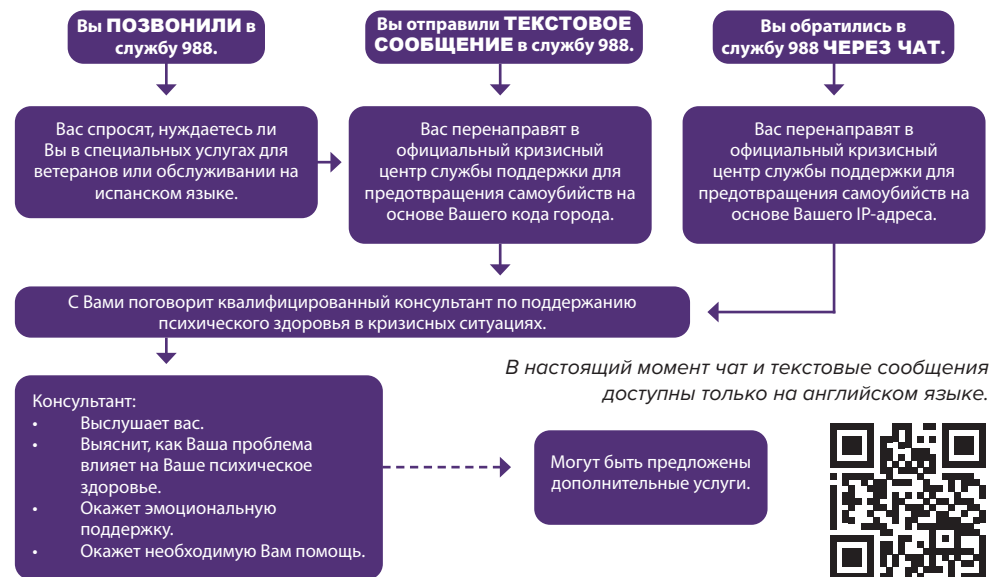 Вы ПОЗВОНИЛИ в
службу 988.
Вы отправили ТЕКСТОВОЕ
СООБЩЕНИЕ в службу 988.
Вы обратились в
службу 988 ЧЕРЕЗ ЧАТ.
Вас спросят, нуждаетесь ли
Вы в специальных услугах для
ветеранов или обслуживании на
испанском языке.
Вас перенаправят в
официальный кризисный
центр службы поддержки для
предотвращения самоубийств на
основе Вашего кода города.
Вас перенаправят в
официальный кризисный
центр службы поддержки для
предотвращения самоубийств на
основе Вашего IP-адреса.
С Вами поговорит квалифицированный консультант по поддержанию
психического здоровья в кризисных ситуациях.
В настоящий момент чат и текстовые сообщения
доступны только на английском языке.
Консультант:
• Выслушает вас.
• Выяснит, как Ваша проблема
влияет на Ваше психическое
здоровье.
• Окажет эмоциональную
поддержку.
• Окажет необходимую Вам помощь.
Могут быть предложены
дополнительные услуги.